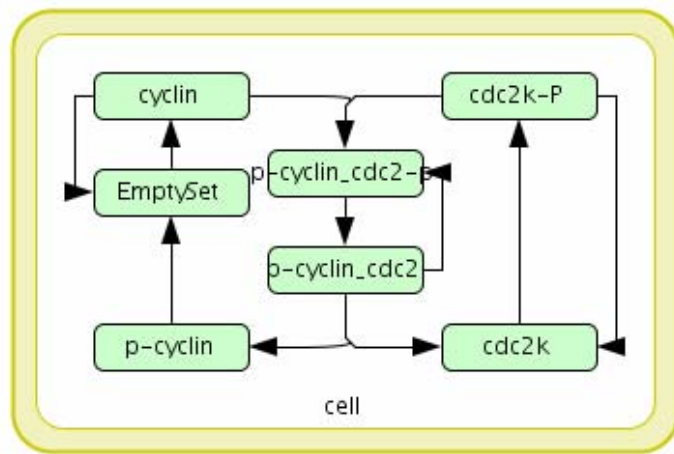 cyclin
cdc2k-P
p-cyclin_cdc2-p
EmptySet
p-cyclin_cdc2
p-cyclin
cdc2k
cell